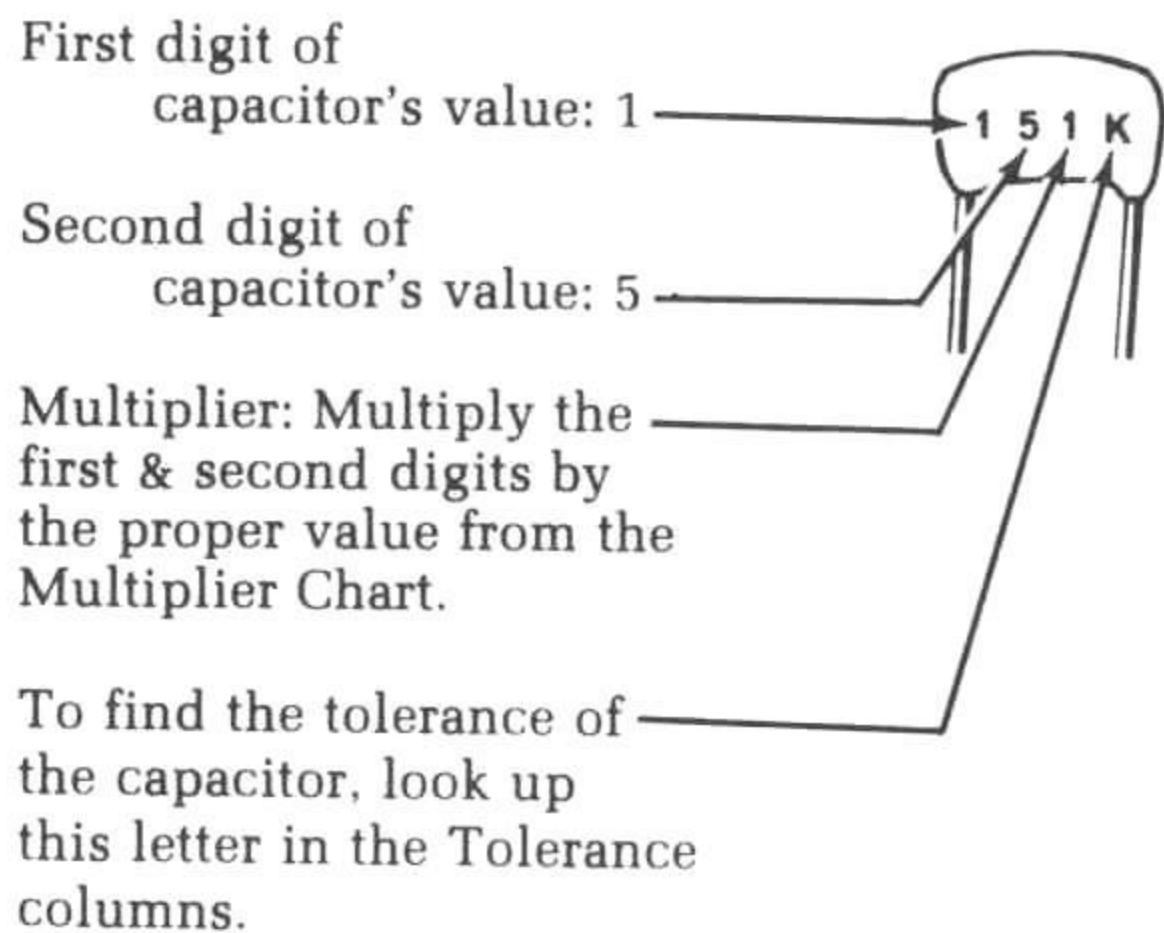 First digit of
capacitor's value: 1
1 5 1 K
Second digit of
capacitor's value: 5
Multiplier: Multiply the
first & second digits by
the proper value from the
Multiplier Chart.
To find the tolerance of
the capacitor, look up
this letter in the Tolerance
columns.